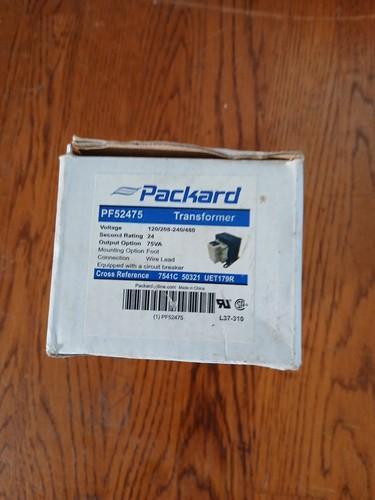 Packard
PF52475 Transformer
Voltage 120/208-240/480
Second Rating 24
Output Option 75VA
Mounting Option Foot
Connection Wire Lead
Equipped with a circuit breaker
Cross Reference 7541C 50321 UET179R
Packardonline.com Made in China
(1) PF52475
L37-310